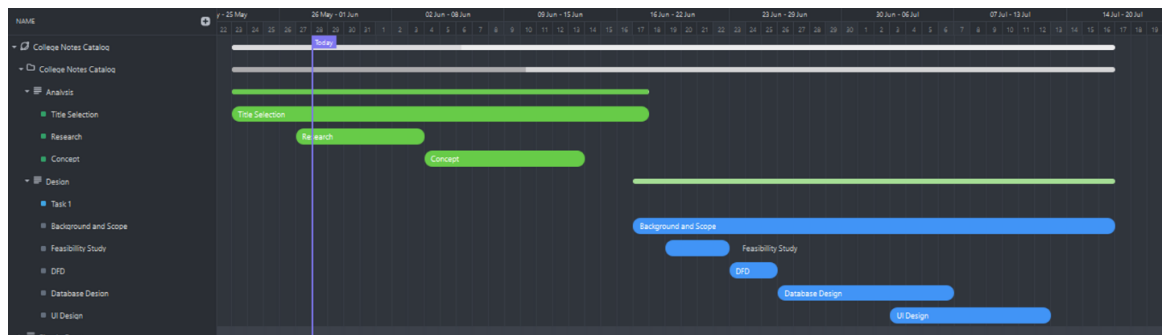 NAME
y - 25 May 26 May - 01 Jun 02 Jun - 08 Jun 09 Jun - 15 Jun 16 Jun - 22 Jun 23 Jun - 29 Jun 30 Jun - 06 Jul 07 Jul - 13 Jul 14 Jul - 20 Jul
22 23 24 25 26 27 28 29 30 31 1 2 3 4 5 6 7 8 9 10 11 12 13 14 15 16 17 18 19 20 21 22 23 24 25 26 27 28 29 30 1 2 3 4 5 6 7 8 9 10 11 12 13 14 15 16 17 18 19
Today
College Notes Catalog
College Notes Catalog
Analysis
Title Selection Title Selection
Research Research
Concept Concept
Design
Task 1
Background and Scope Background and Scope
Feasibility Study Feasibility Study
DFD DFD
Database Design Database Design
UI Design UI Design